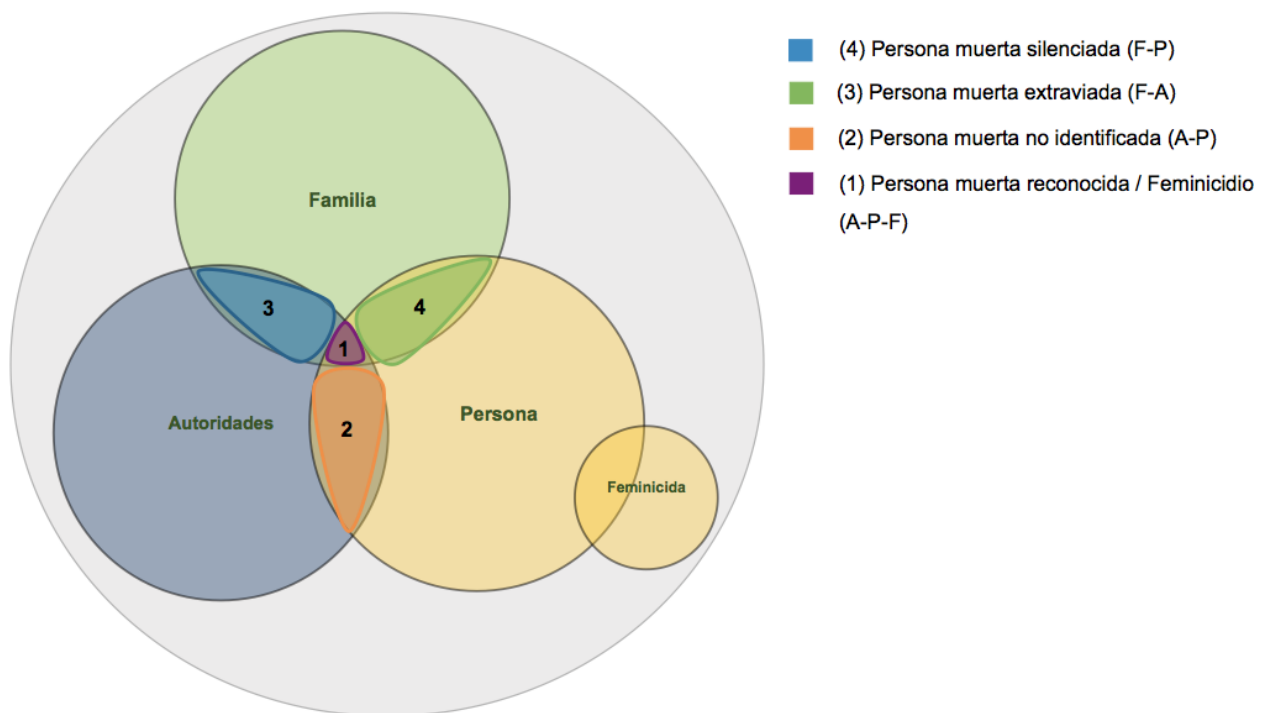 (4) Persona muerta silenciada (F-P)
(3) Persona muerta extraviada (F-A)
(2) Persona muerta no identificada (A-P)
(1) Persona muerta reconocida / Feminicidio
(A-P-F)
Familia
3
4
1
Autoridades
2
Persona
Feminicida